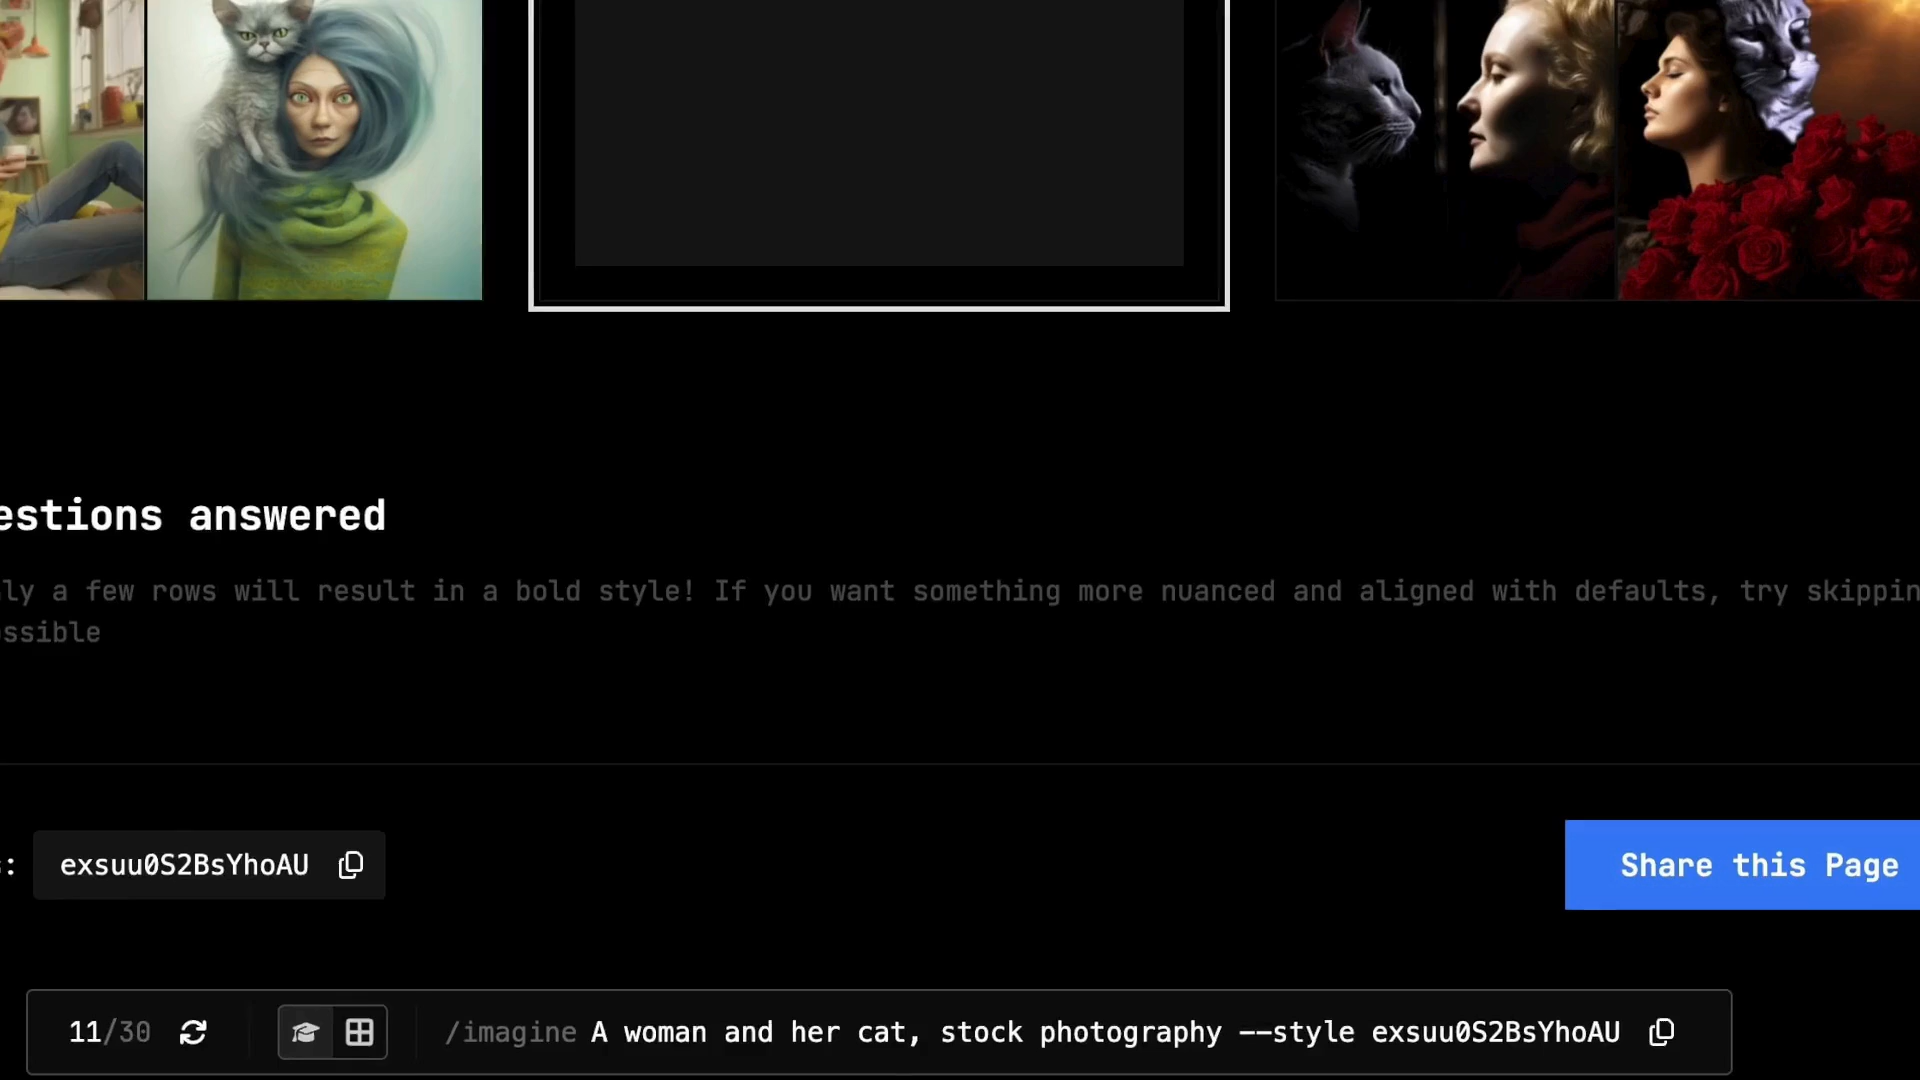 estions answered
ly a few rows will result in a bold style! If you want something more nuanced and aligned with defaults, try skippin
ssible
: exsuu0S2BsYhoAU
Share this Page
11/30 /imagine A woman and her cat, stock photography --style exsuu0S2BsYhoAU